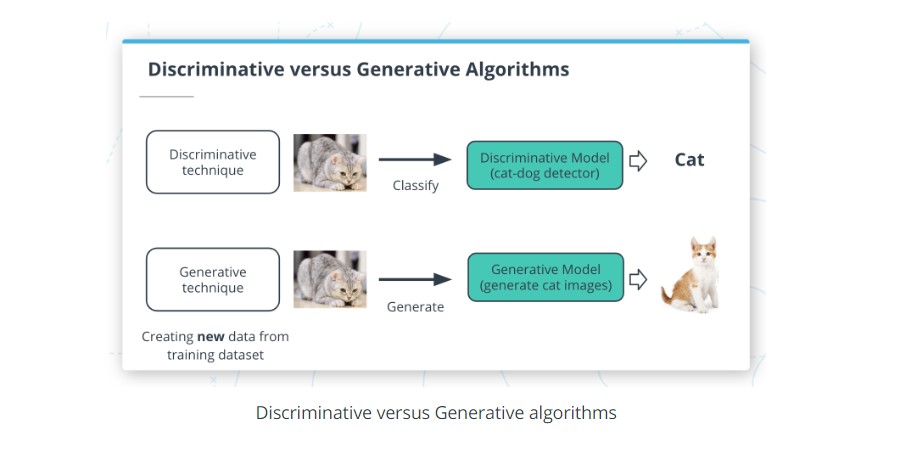 Discriminative versus Generative Algorithms
Discriminative
technique
Classify
Discriminative Model
(cat-dog detector)
Cat
Generative
technique
Generate
Generative Model
(generate cat images)
Creating new data from
training dataset
Discriminative versus Generative algorithms